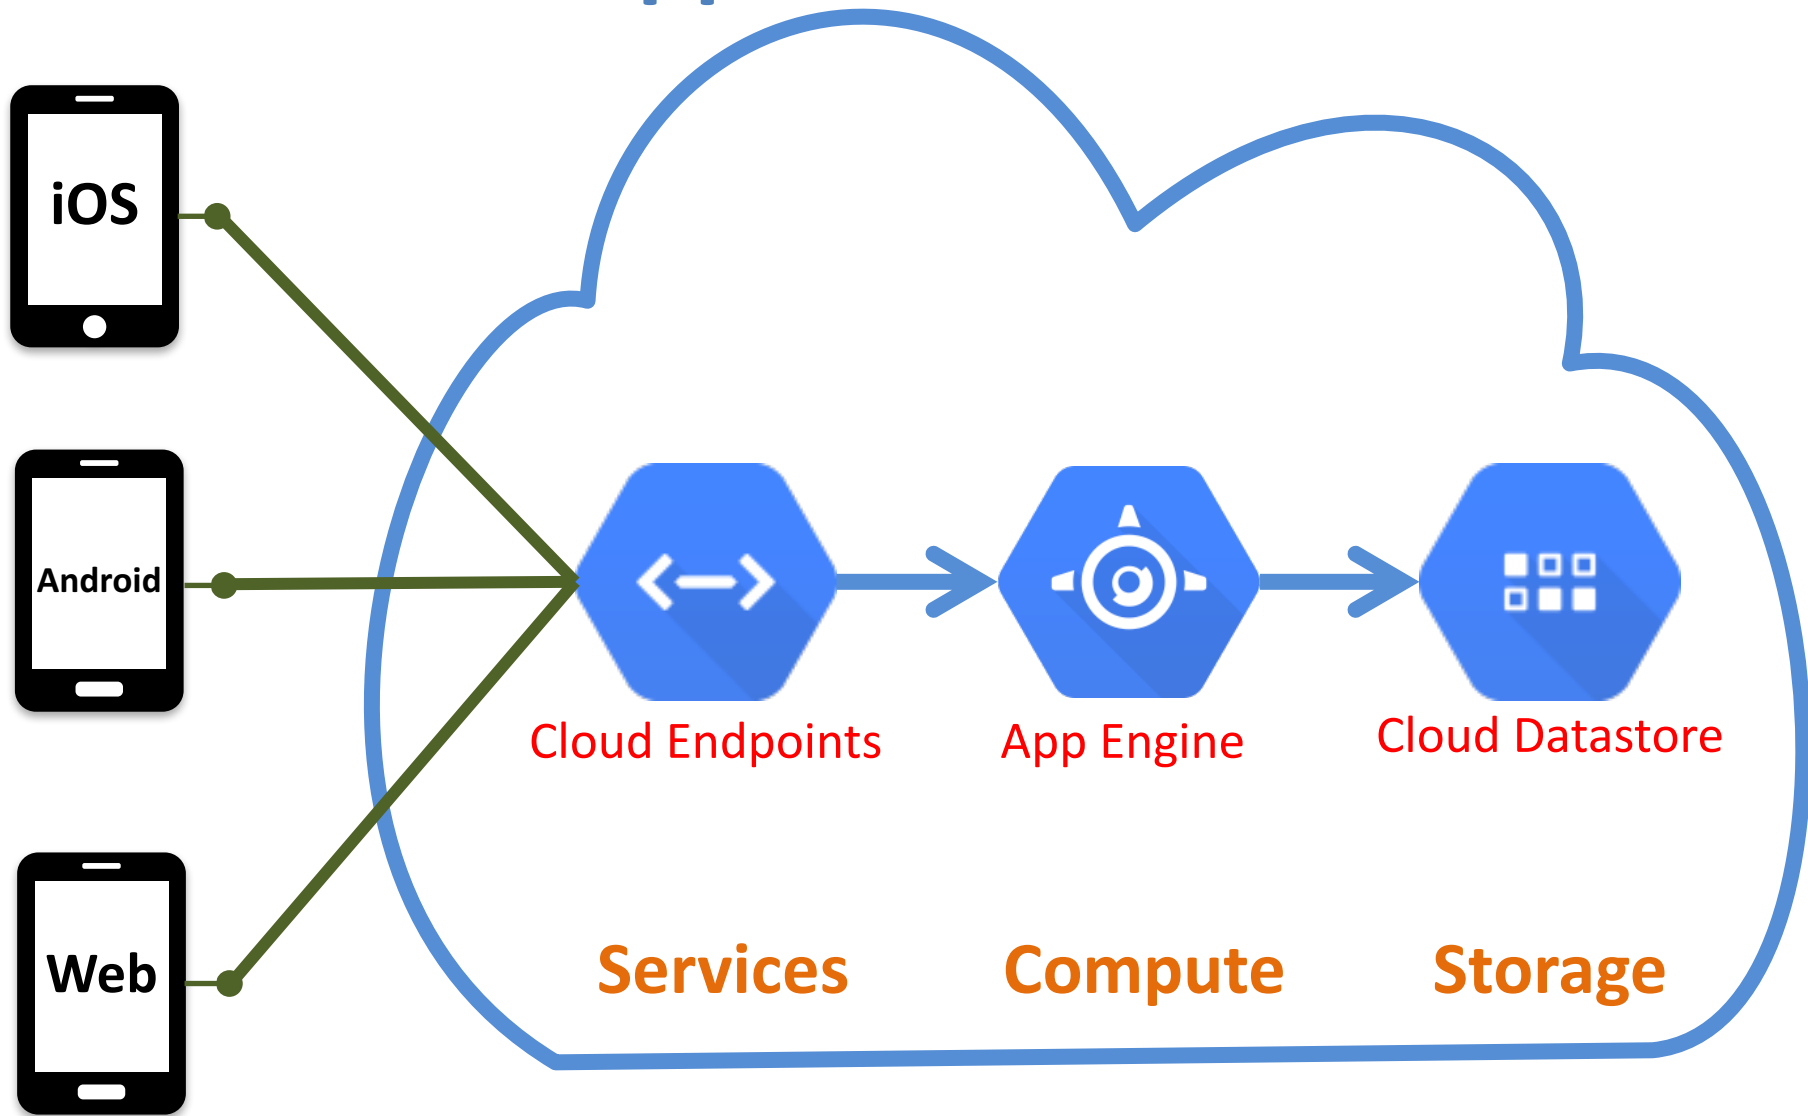 iOS
Android
Web
Cloud Endpoints
App Engine
Cloud Datastore
Services
Compute
Storage